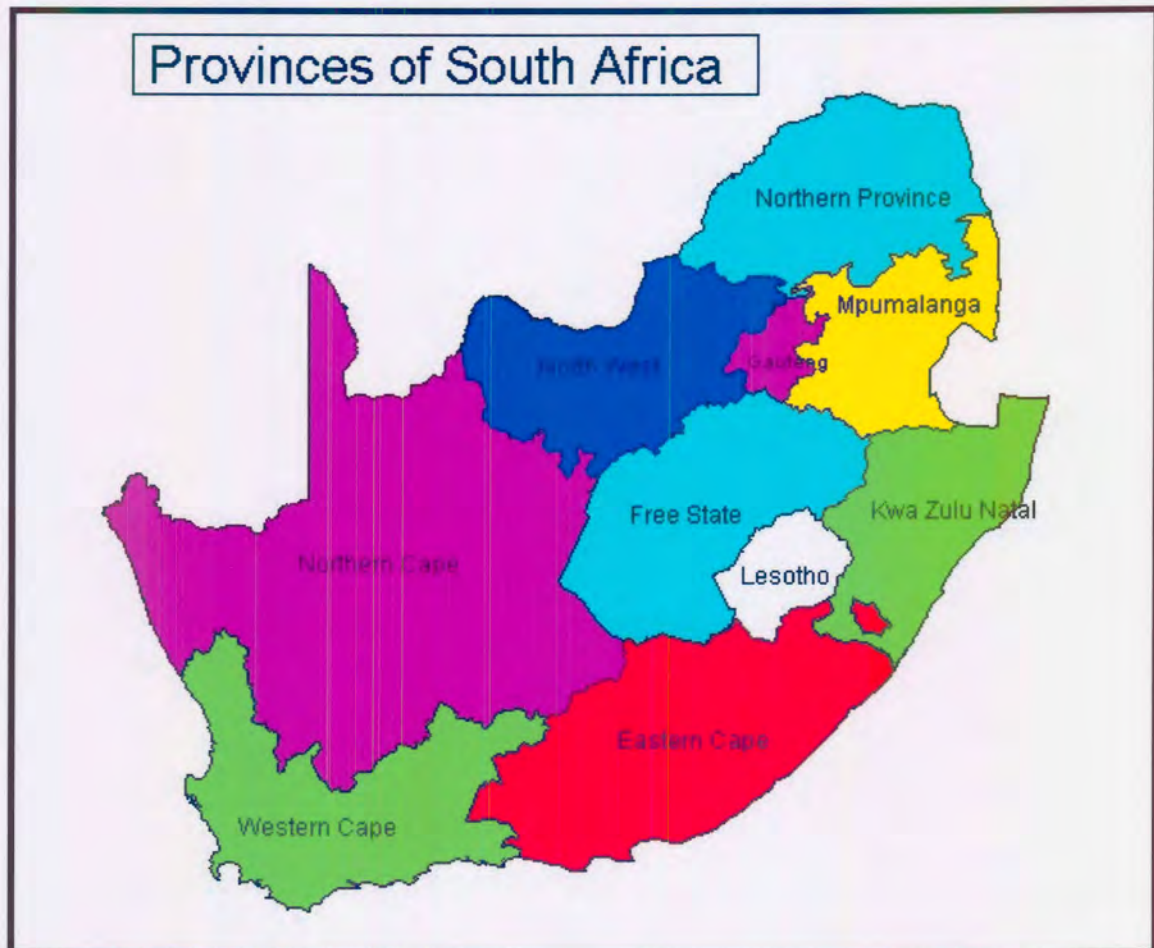 Provinces of South Africa
Northern Province
Mpumalanga
North West
Gauteng
Free State
Kwa Zulu Natal
Northern Cape
Lesotho
Eastern Cape
Western Cape